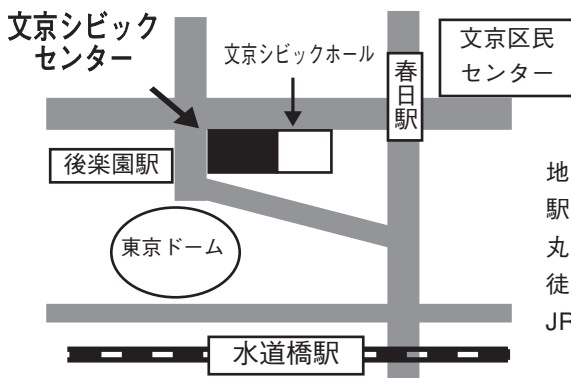 文京シビック
センター
文京シビックホール
春日駅
文京区民
センター
後楽園駅
東京ドーム
水道橋駅
地
駅
丸
徒
JR